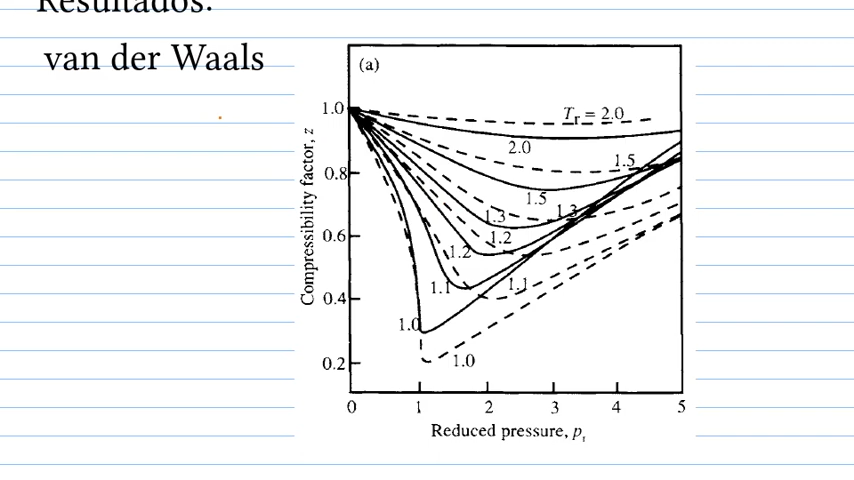 Resultados:
van der Waals
(a)
1.0
0.8
0.6
0.4
0.2
Compressibility factor, z
Tr = 2.0
2.0
1.5
1.5
1.3
1.3
1.2
1.2
1.1
1.1
1.0
1.0
0 1 2 3 4 5
Reduced pressure, pr